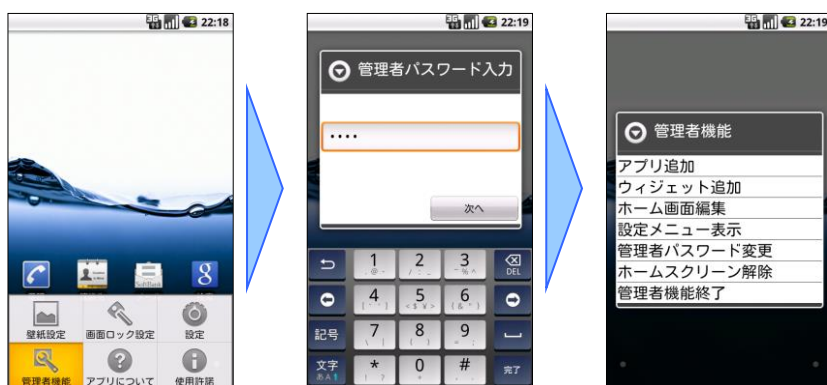 3G 22:18
SoftBank
8
壁紙設定
画面ロック設定
設定
管理者機能
アプリについて
使用許諾
3G 22:19
管理者パスワード入力
••••
次へ
1 2 3 DEL
4 5 6
記号 7 8 9
文字 * 0 # 完了
3G 22:19
管理者機能
アプリ追加
ウィジェット追加
ホーム画面編集
設定メニュー表示
管理者パスワード変更
ホームスクリーン解除
管理者機能終了